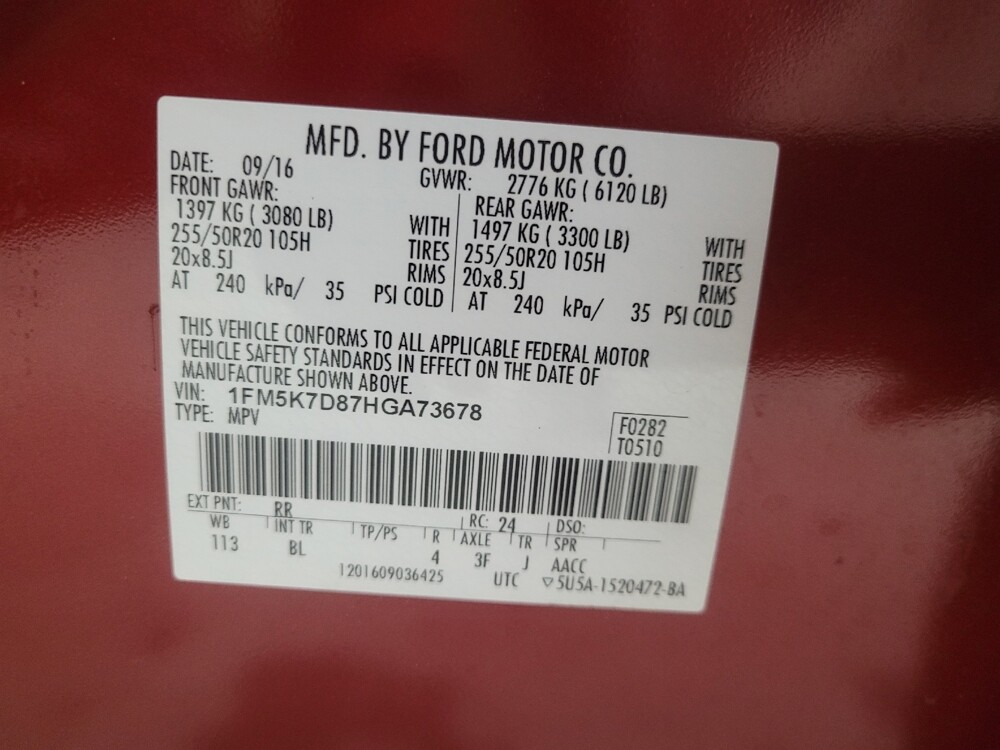 MFD. BY FORD MOTOR CO.
DATE: 09/16 GVWR: 2776 KG ( 6120 LB)
FRONT GAWR: REAR GAWR:
1397 KG ( 3080 LB) WITH 1497 KG ( 3300 LB) WITH
255/50R20 105H TIRES 255/50R20 105H TIRES
20x8.5J RIMS 20x8.5J RIMS
AT 240 kPa/ 35 PSI COLD AT 240 kPa/ 35 PSI COLD
THIS VEHICLE CONFORMS TO ALL APPLICABLE FEDERAL MOTOR
VEHICLE SAFETY STANDARDS IN EFFECT ON THE DATE OF
MANUFACTURE SHOWN ABOVE.
VIN: 1FM5K7D87HGA73678
TYPE: MPV F0282
T0510
EXT PNT: RR RC: 24 DSO:
WB INT TR TP/PS R AXLE TR SPR
113 BL 4 3F J AACC
1201609036425 UTC ▽5U5A-1520472-BA